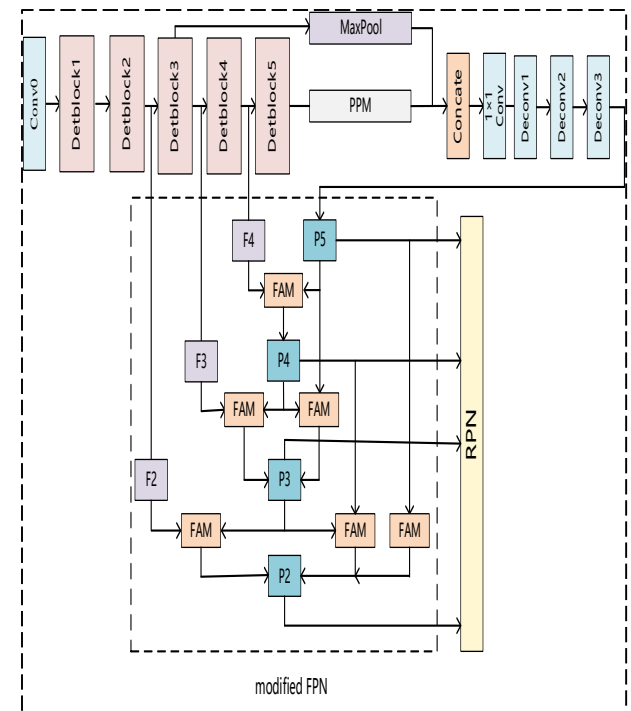 MaxPool
Conv0
Detblock1
Detblock2
Detblock3
Detblock4
Detblock5
PPM
Concate
1×1
Conv
Deconv1
Deconv2
Deconv3
F4
P5
FAM
F3
P4
FAM
FAM
RPN
F2
P3
FAM
FAM
FAM
P2
modified FPN